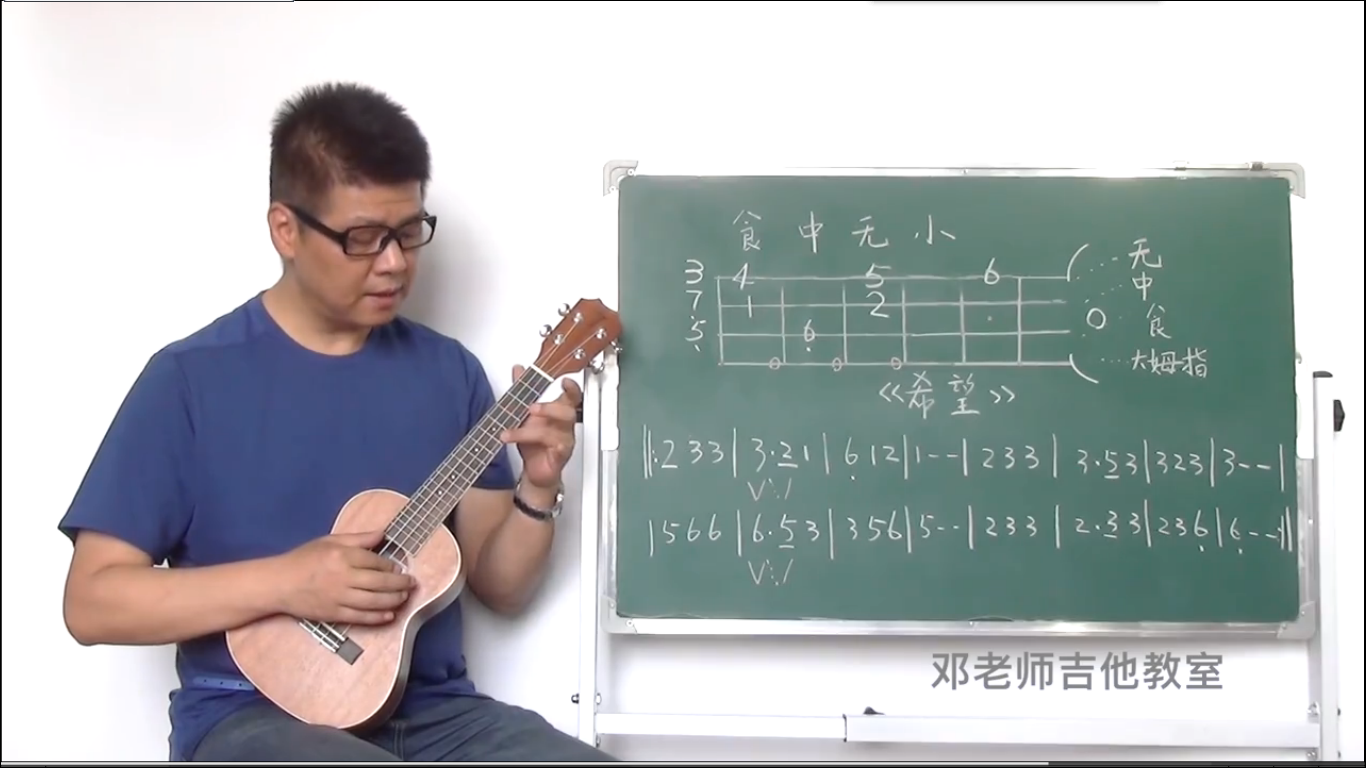 食 中 无 小
3 4 5 6 无
7 1 2 中
5 6 0 食
大姆指
《希望》
‖:2 3 3 | 3·2 1 | 6 1 2 | 1 - - | 2 3 3 | 3·5 3 | 3 2 3 | 3 - - |
| 5 6 6 | 6·5 3 | 3 5 6 | 5 - - | 2 3 3 | 2·3 3 | 2 3 6 | 6 - - :‖
邓老师吉他教室